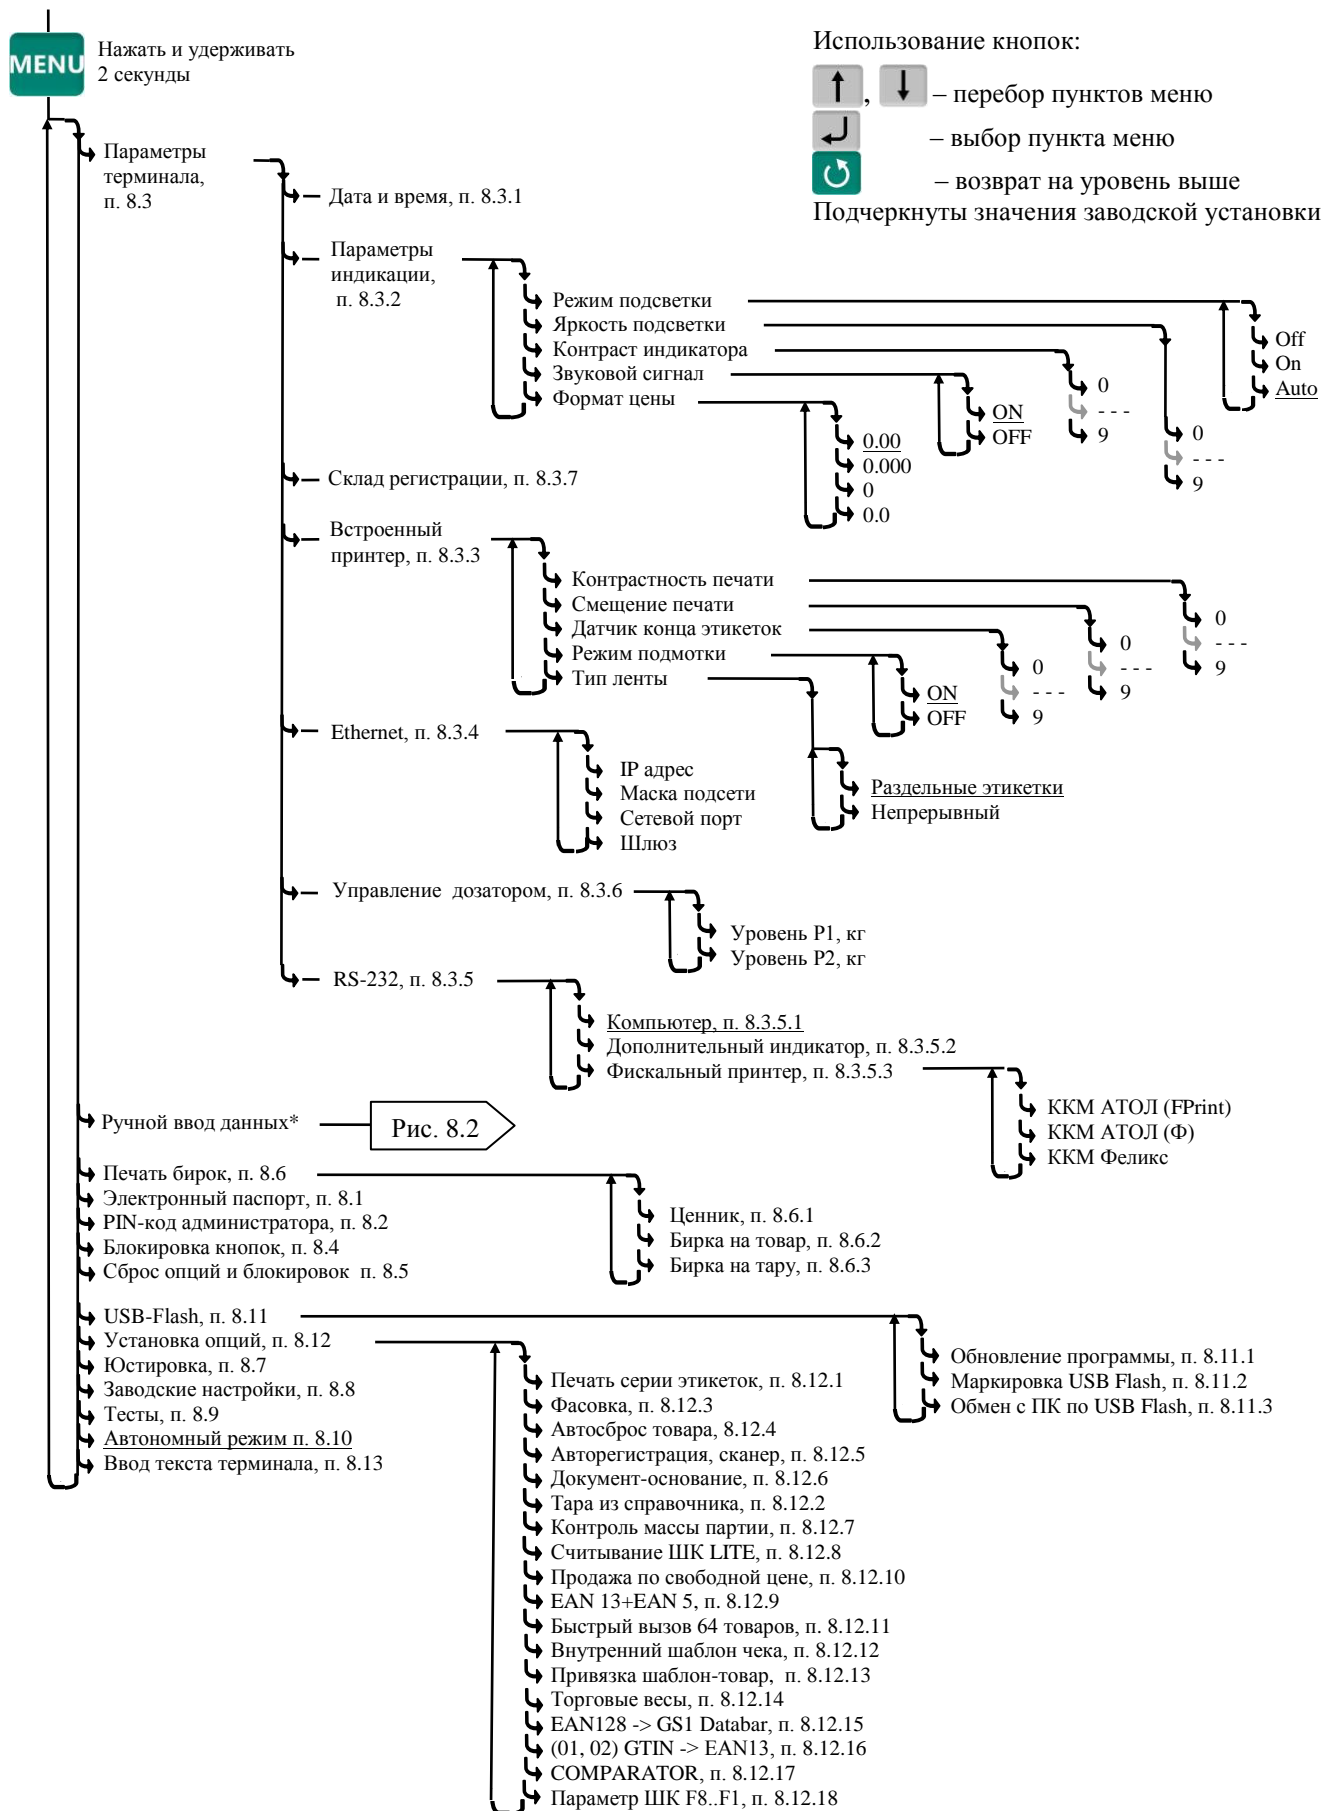 MENU
Нажать и удерживать
2 секунды
Использование кнопок:
, – перебор пунктов меню
– выбор пункта меню
– возврат на уровень выше
Подчеркнуты значения заводской установки
Параметры
терминала,
п. 8.3
Дата и время, п. 8.3.1
Параметры
индикации,
п. 8.3.2
Режим подсветки
Яркость подсветки
Контраст индикатора
Звуковой сигнал
Формат цены
Off
On
Auto
0
- - -
9
0
- - -
9
ON
OFF
0.00
0.000
0
0.0
Склад регистрации, п. 8.3.7
Встроенный
принтер, п. 8.3.3
Контрастность печати
Смещение печати
Датчик конца этикеток
Режим подмотки
Тип ленты
0
- - -
9
0
- - -
9
0
- - -
9
ON
OFF
Раздельные этикетки
Непрерывный
Ethernet, п. 8.3.4
IP адрес
Маска подсети
Сетевой порт
Шлюз
Управление дозатором, п. 8.3.6
Уровень P1, кг
Уровень P2, кг
RS-232, п. 8.3.5
Компьютер, п. 8.3.5.1
Дополнительный индикатор, п. 8.3.5.2
Фискальный принтер, п. 8.3.5.3
ККМ АТОЛ (FPrint)
ККМ АТОЛ (Ф)
ККМ Феликс
Ручной ввод данных*
Рис. 8.2
Печать бирок, п. 8.6
Электронный паспорт, п. 8.1
PIN-код администратора, п. 8.2
Блокировка кнопок, п. 8.4
Сброс опций и блокировок п. 8.5
Ценник, п. 8.6.1
Бирка на товар, п. 8.6.2
Бирка на тару, п. 8.6.3
USB-Flash, п. 8.11
Установка опций, п. 8.12
Юстировка, п. 8.7
Заводские настройки, п. 8.8
Тесты, п. 8.9
Автономный режим п. 8.10
Ввод текста терминала, п. 8.13
Обновление программы, п. 8.11.1
Маркировка USB Flash, п. 8.11.2
Обмен с ПК по USB Flash, п. 8.11.3
Печать серии этикеток, п. 8.12.1
Фасовка, п. 8.12.3
Автосброс товара, 8.12.4
Авторегистрация, сканер, п. 8.12.5
Документ-основание, п. 8.12.6
Тара из справочника, п. 8.12.2
Контроль массы партии, п. 8.12.7
Считывание ШК LITE, п. 8.12.8
Продажа по свободной цене, п. 8.12.10
EAN 13+EAN 5, п. 8.12.9
Быстрый вызов 64 товаров, п. 8.12.11
Внутренний шаблон чека, п. 8.12.12
Привязка шаблон-товар, п. 8.12.13
Торговые весы, п. 8.12.14
EAN128 -> GS1 Databar, п. 8.12.15
(01, 02) GTIN -> EAN13, п. 8.12.16
COMPARATOR, п. 8.12.17
Параметр ШК F8..F1, п. 8.12.18